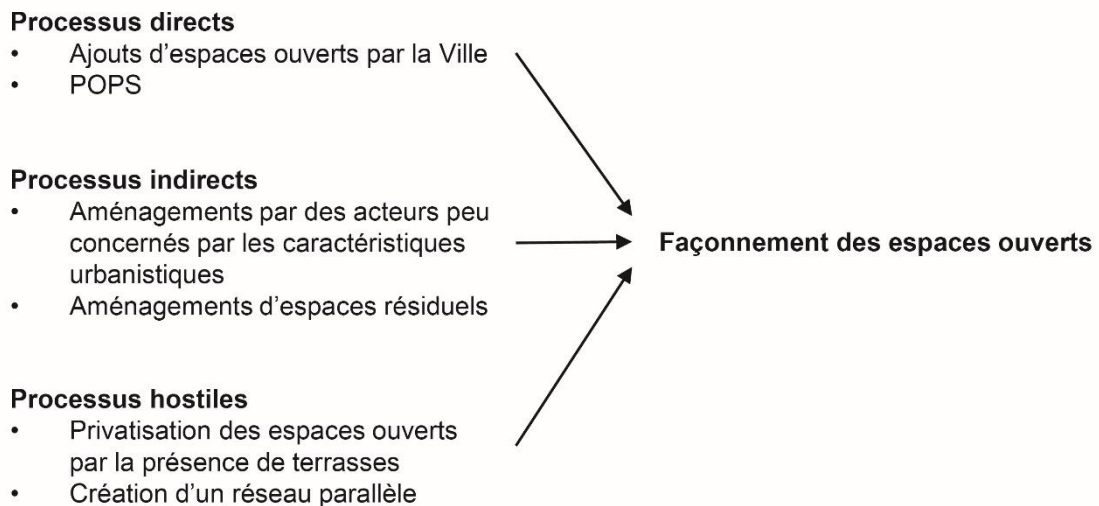 Processus directs
• Ajouts d'espaces ouverts par la Ville
• POPS
Processus indirects
• Aménagements par des acteurs peu
concernés par les caractéristiques
urbanistiques
• Aménagements d'espaces résiduels
Façonnement des espaces ouverts
Processus hostiles
• Privatisation des espaces ouverts
par la présence de terrasses
• Création d'un réseau parallèle